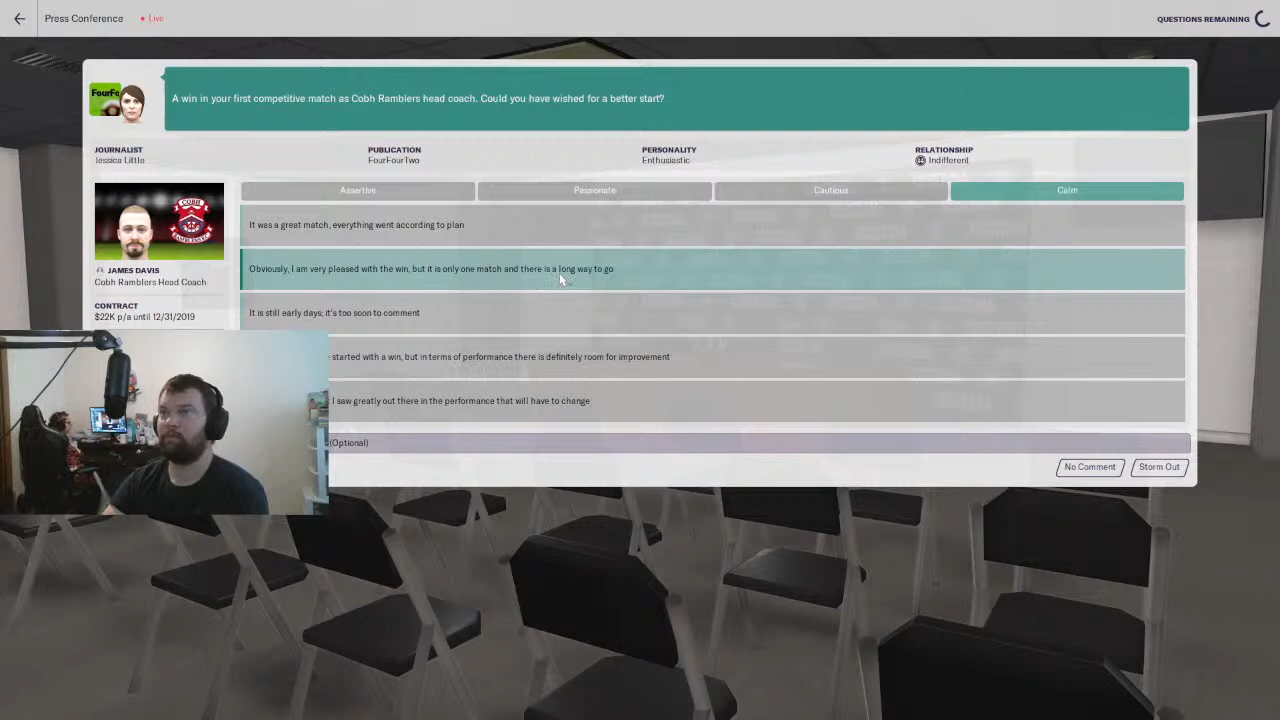 Press Conference
Live
QUESTIONS REMAINING
FourFo
A win in your first competitive match as Cobh Ramblers head coach. Could you have wished for a better start?
JOURNALIST
Jessica Little
PUBLICATION
FourFourTwo
PERSONALITY
Enthusiastic
RELATIONSHIP
Indifferent
Assertive
Passionate
Cautious
Calm
COBH
RAMBLERS F.C.
It was a great match, everything went according to plan
Obviously, I am very pleased with the win, but it is only one match and there is a long way to go
It is still early days; it's too soon to comment
started with a win, but in terms of performance there is definitely room for improvement
I saw greatly out there in the performance that will have to change
(Optional)
JAMES DAVIS
Cobh Ramblers Head Coach
CONTRACT
$22K p/a until 12/31/2019
No Comment
Storm Out